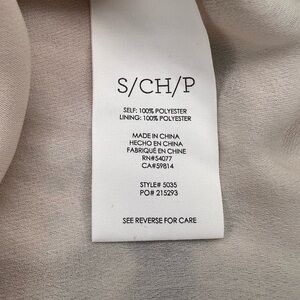 S/CH/P
SELF: 100% POLYESTER
LINING: 100% POLYESTER
MADE IN CHINA
HECHO EN CHINA
FABRIQUÉ EN CHINE
RN#54077
CA#59814
STYLE# 5035
PO# 215293
SEE REVERSE FOR CARE